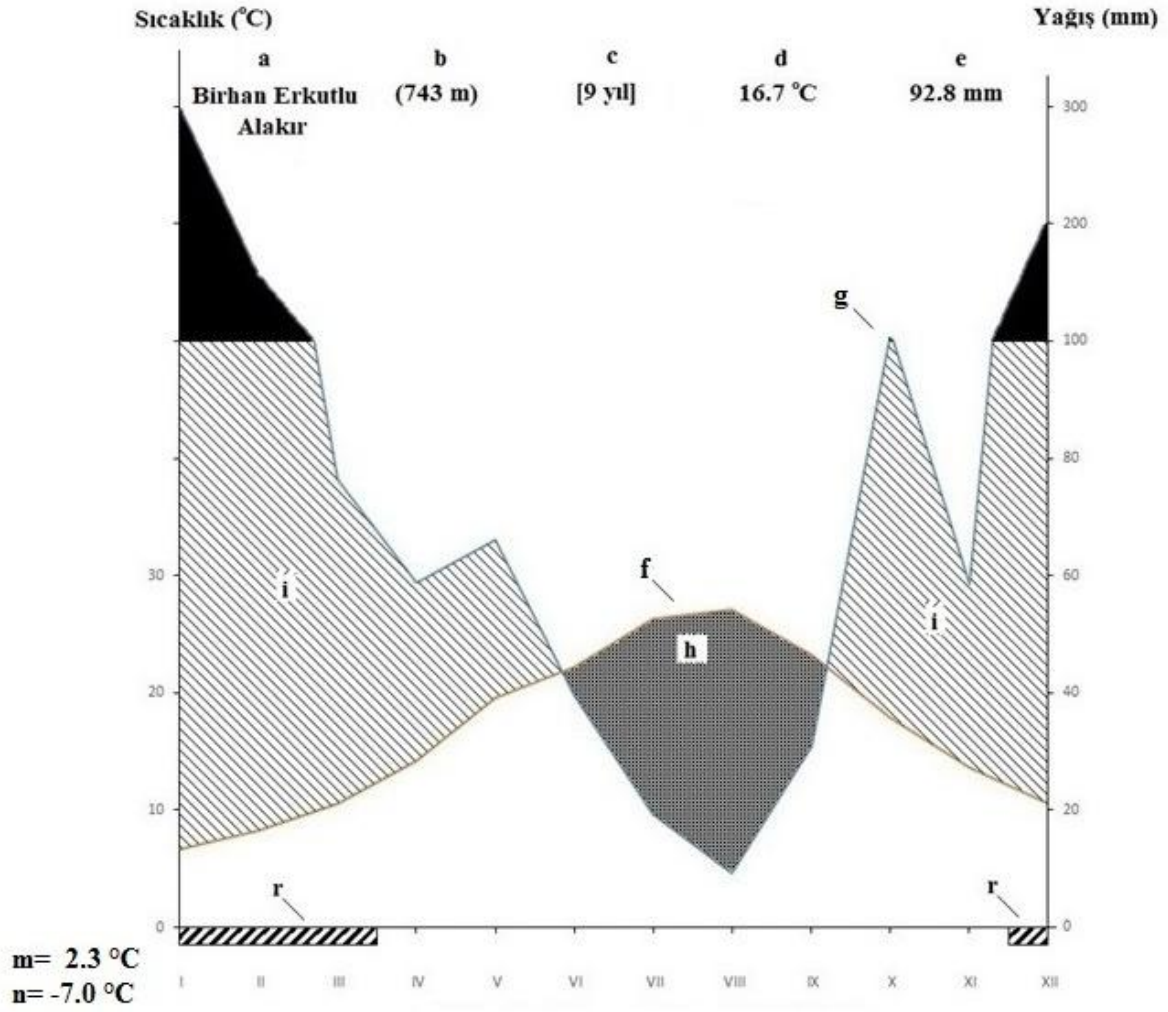 Sıcaklık (°C) Yağış (mm)
a b c d e
Birhan Erkutlu (743 m) [9 yıl] 16.7 °C 92.8 mm
Alakır
300
200
g
100
80
f
30 60
i i
h
20 40
10 20
r r
0 0
m= 2.3 °C
n= -7.0 °C
I II III IV V VI VII VIII IX X XI XII